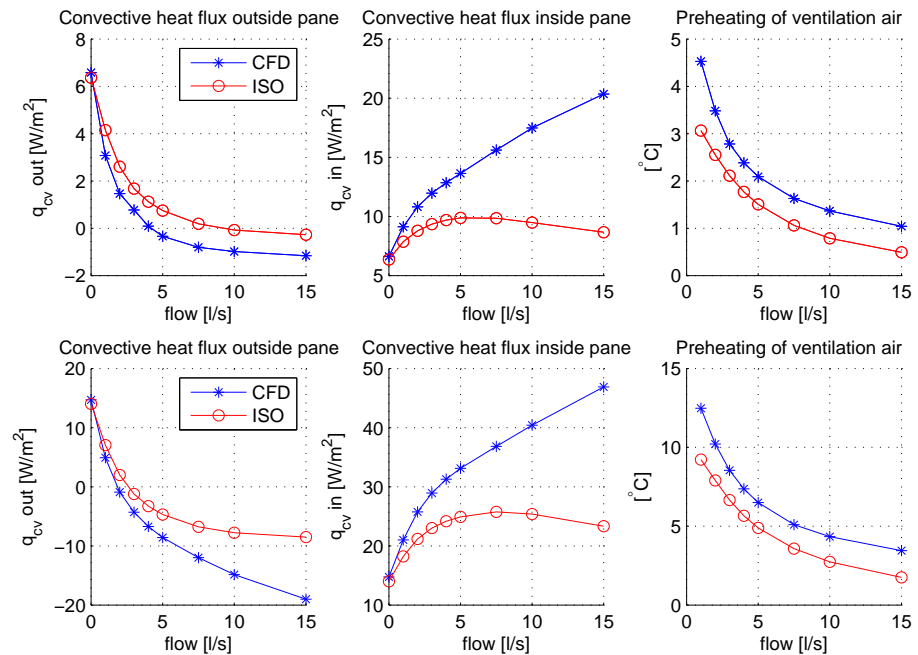 Convective heat flux outside pane
8
6
4
2
0
−2
q_cv out [W/m²]
CFD
ISO
0 5 10 15
flow [l/s]
Convective heat flux inside pane
25
20
15
10
5
q_cv in [W/m²]
0 5 10 15
flow [l/s]
Preheating of ventilation air
5
4
3
2
1
0
[°C]
0 5 10 15
flow [l/s]
Convective heat flux outside pane
20
10
0
−10
−20
q_cv out [W/m²]
CFD
ISO
0 5 10 15
flow [l/s]
Convective heat flux inside pane
50
40
30
20
10
q_cv in [W/m²]
0 5 10 15
flow [l/s]
Preheating of ventilation air
15
10
5
0
[°C]
0 5 10 15
flow [l/s]